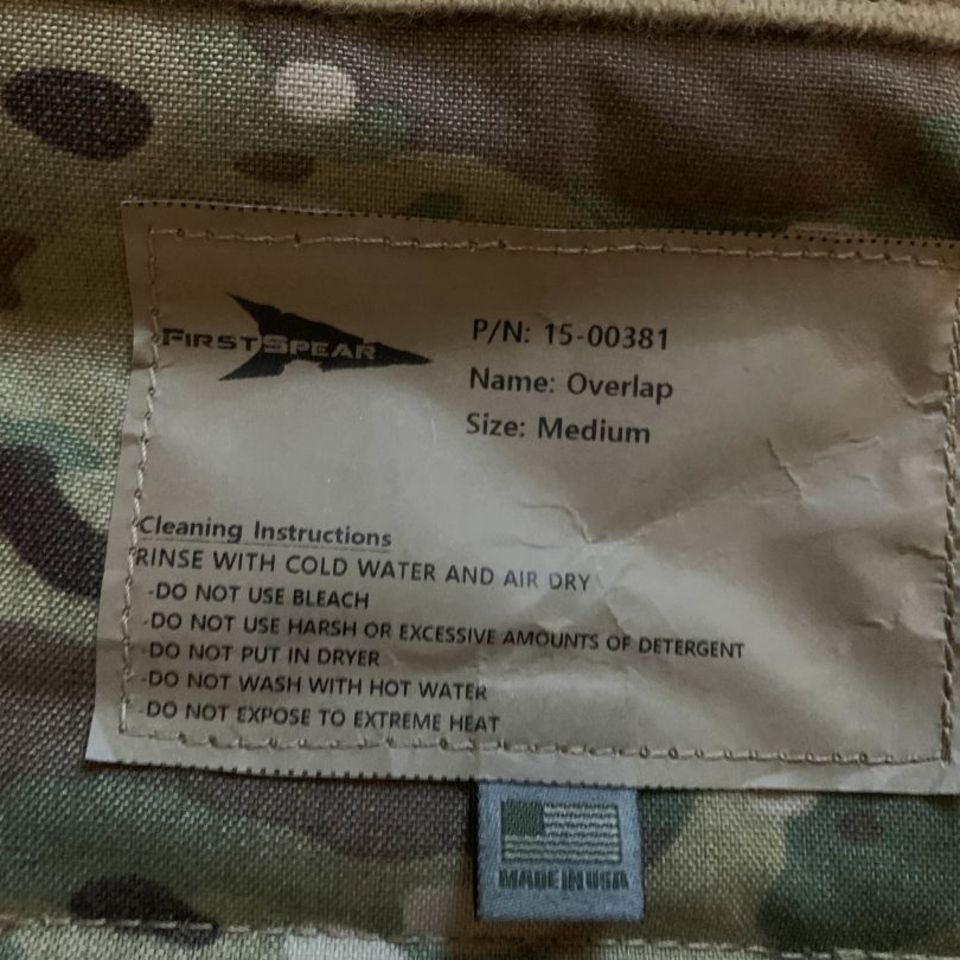 FIRSTSPEAR
P/N: 15-00381
Name: Overlap
Size: Medium
Cleaning Instructions
RINSE WITH COLD WATER AND AIR DRY
-DO NOT USE BLEACH
-DO NOT USE HARSH OR EXCESSIVE AMOUNTS OF DETERGENT
-DO NOT PUT IN DRYER
-DO NOT WASH WITH HOT WATER
-DO NOT EXPOSE TO EXTREME HEAT
MADE IN USA